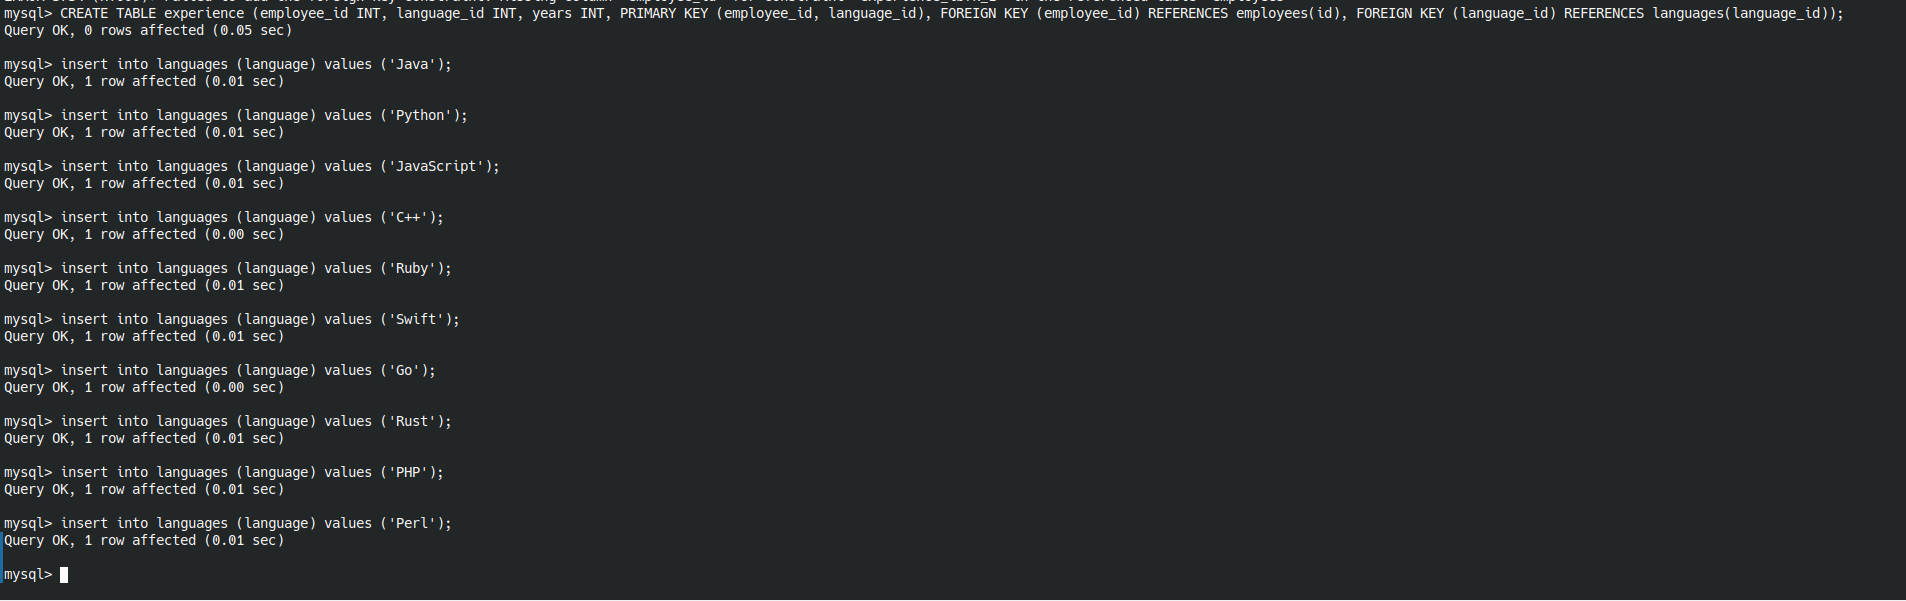 mysql> CREATE TABLE experience (employee_id INT, language_id INT, years INT, PRIMARY KEY (employee_id, language_id), FOREIGN KEY (employee_id) REFERENCES employees(id), FOREIGN KEY (language_id) REFERENCES languages(language_id));
Query OK, 0 rows affected (0.05 sec)
mysql> insert into languages (language) values ('Java');
Query OK, 1 row affected (0.01 sec)
mysql> insert into languages (language) values ('Python');
Query OK, 1 row affected (0.01 sec)
mysql> insert into languages (language) values ('JavaScript');
Query OK, 1 row affected (0.01 sec)
mysql> insert into languages (language) values ('C++');
Query OK, 1 row affected (0.00 sec)
mysql> insert into languages (language) values ('Ruby');
Query OK, 1 row affected (0.01 sec)
mysql> insert into languages (language) values ('Swift');
Query OK, 1 row affected (0.01 sec)
mysql> insert into languages (language) values ('Go');
Query OK, 1 row affected (0.00 sec)
mysql> insert into languages (language) values ('Rust');
Query OK, 1 row affected (0.01 sec)
mysql> insert into languages (language) values ('PHP');
Query OK, 1 row affected (0.01 sec)
mysql> insert into languages (language) values ('Perl');
Query OK, 1 row affected (0.01 sec)
mysql>